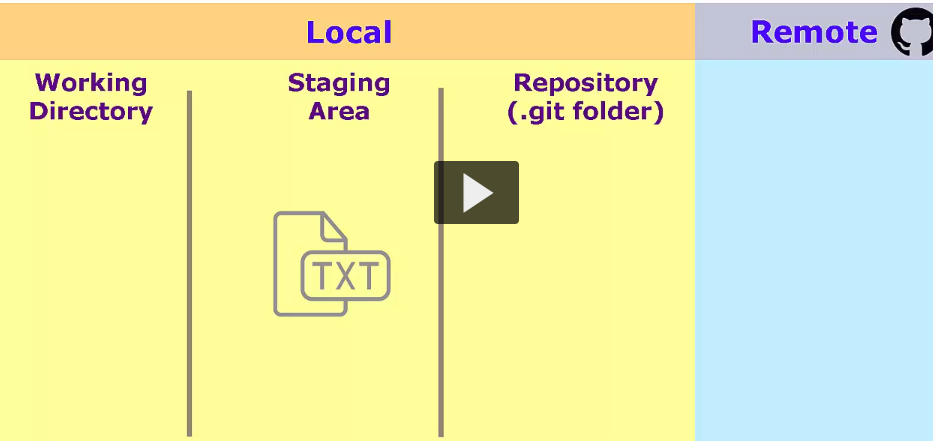 Local
Remote
Working
Directory
Staging
Area
Repository
(.git folder)
TXT